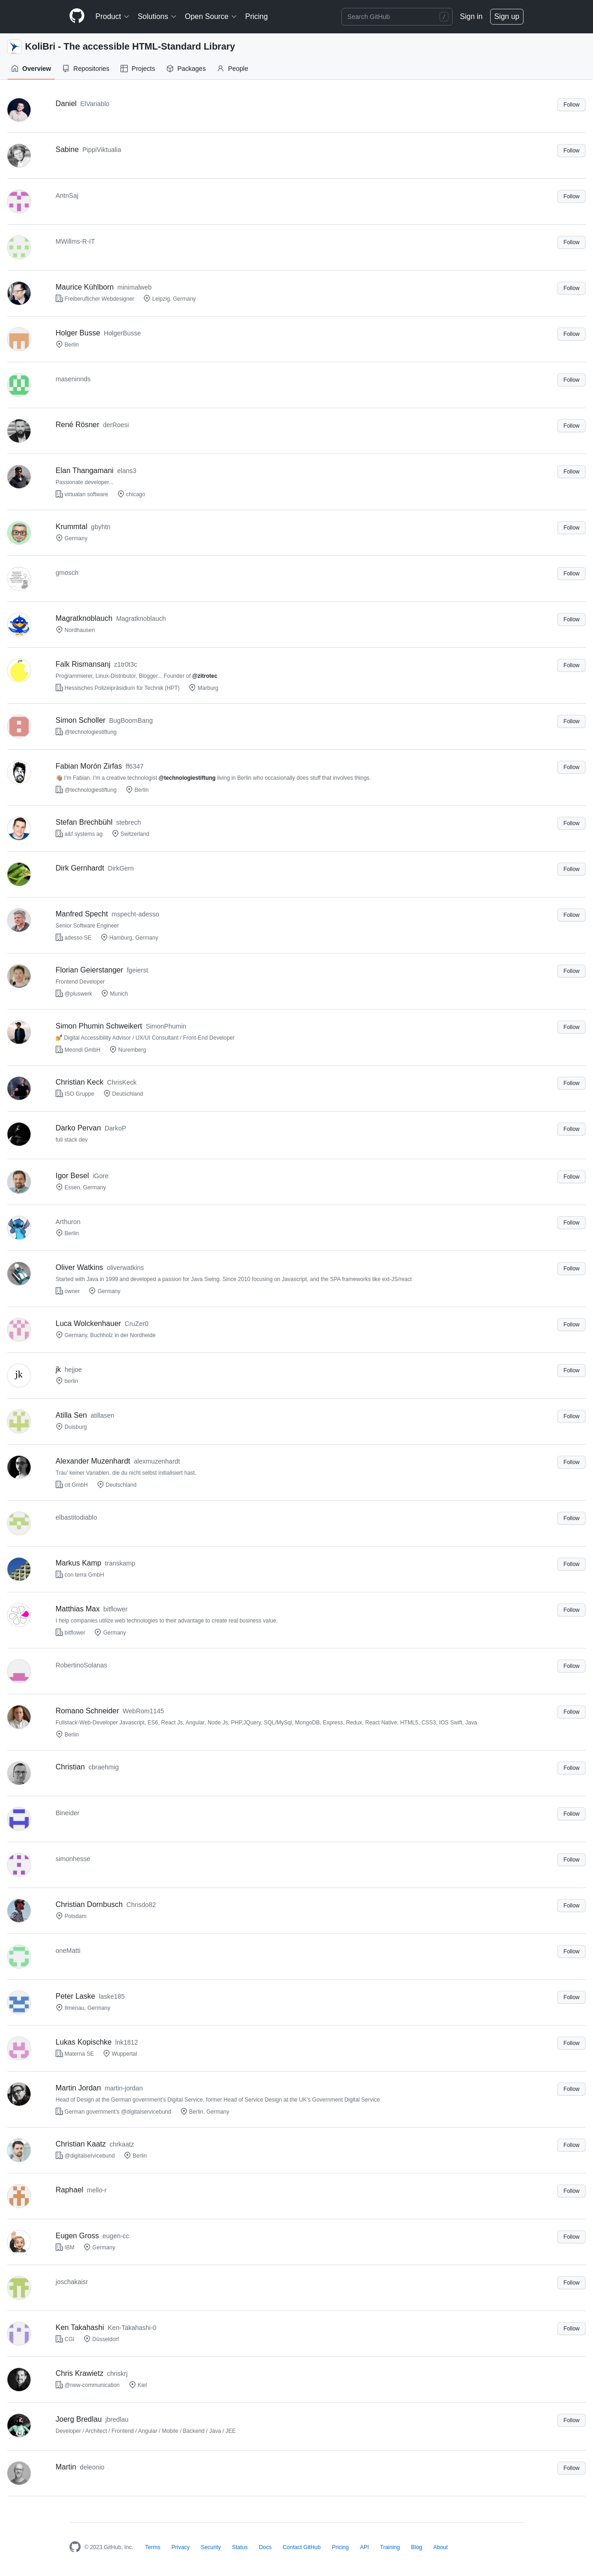 Product Solutions Open Source Pricing Search GitHub / Sign in Sign up
KoliBri - The accessible HTML-Standard Library
Overview Repositories Projects Packages People
Daniel ElVariablo Follow
Sabine PippiViktualia Follow
AntnSaj Follow
MWillms-R-IT Follow
Maurice Kühlborn minimalweb Follow
Freiberuflicher Webdesigner Leipzig, Germany
Holger Busse HolgerBusse Follow
Berlin
maseninnds Follow
René Rösner derRoesi Follow
Elan Thangamani elans3 Follow
Passionate developer...
virtualan software chicago
Krummtal gbyhtn Follow
Germany
gmosch Follow
Magratknoblauch Magratknoblauch Follow
Nordhausen
Falk Rismansanj z1tr0t3c Follow
Programmierer, Linux-Distributor, Blogger... Founder of @zitrotec
Hessisches Polizeipräsidium für Technik (HPT) Marburg
Simon Scholler BugBoomBang Follow
@technologiestiftung
Fabian Morón Zirfas ff6347 Follow
I'm Fabian. I'm a creative technologist @technologiestiftung living in Berlin who occasionally does stuff that involves things.
@technologiestiftung Berlin
Stefan Brechbühl stebrech Follow
a&f systems ag Switzerland
Dirk Gernhardt DirkGern Follow
Manfred Specht mspecht-adesso Follow
Senior Software Engineer
adesso SE Hamburg, Germany
Florian Geierstanger fgeierst Follow
Frontend Developer
@pluswerk Munich
Simon Phumin Schweikert SimonPhumin Follow
Digital Accessibility Advisor / UX/UI Consultant / Front-End Developer
Meondi GmbH Nuremberg
Christian Keck ChrisKeck Follow
ISO Gruppe Deutschland
Darko Pervan DarkoP Follow
full stack dev
Igor Besel iGore Follow
Essen, Germany
Arthuron Follow
Berlin
Oliver Watkins oliverwatkins Follow
Started with Java in 1999 and developed a passion for Java Swing. Since 2010 focusing on Javascript, and the SPA frameworks like ext-JS/react
owner Germany
Luca Wolckenhauer CruZer0 Follow
Germany, Buchholz in der Nordheide
jk hejjoe Follow
berlin
Atilla Sen atillasen Follow
Duisburg
Alexander Muzenhardt alexmuzenhardt Follow
Trau' keiner Variablen, die du nicht selbst initialisiert hast.
cit GmbH Deutschland
elbastitodiablo Follow
Markus Kamp transkamp Follow
con terra GmbH
Matthias Max bitflower Follow
I help companies utilize web technologies to their advantage to create real business value.
bitflower Germany
RobertinoSolanas Follow
Romano Schneider WebRom1145 Follow
Fullstack-Web-Developer Javascript, ES6, React Js, Angular, Node Js, PHP,JQuery, SQL/MySql, MongoDB, Express, Redux, React Native, HTML5, CSS3, IOS Swift, Java
Berlin
Christian cbraehmig Follow
Bineider Follow
simonhesse Follow
Christian Dornbusch Chrisdo82 Follow
Potsdam
oneMatti Follow
Peter Laske laske185 Follow
Ilmenau, Germany
Lukas Kopischke lnk1812 Follow
Materna SE Wuppertal
Martin Jordan martin-jordan Follow
Head of Design at the German government's Digital Service, former Head of Service Design at the UK's Government Digital Service
German government's @digitalservicebund Berlin, Germany
Christian Kaatz chrkaatz Follow
@digitalservicebund Berlin
Raphael mello-r Follow
Eugen Gross eugen-cc Follow
IBM Germany
joschakaisr Follow
Ken Takahashi Ken-Takahashi-0 Follow
CGI Düsseldorf
Chris Krawietz chriskrj Follow
@new-communication Kiel
Joerg Bredlau jbredlau Follow
Developer / Architect / Frontend / Angular / Mobile / Backend / Java / JEE
Martin deleonio Follow
© 2023 GitHub, Inc. Terms Privacy Security Status Docs Contact GitHub Pricing API Training Blog About